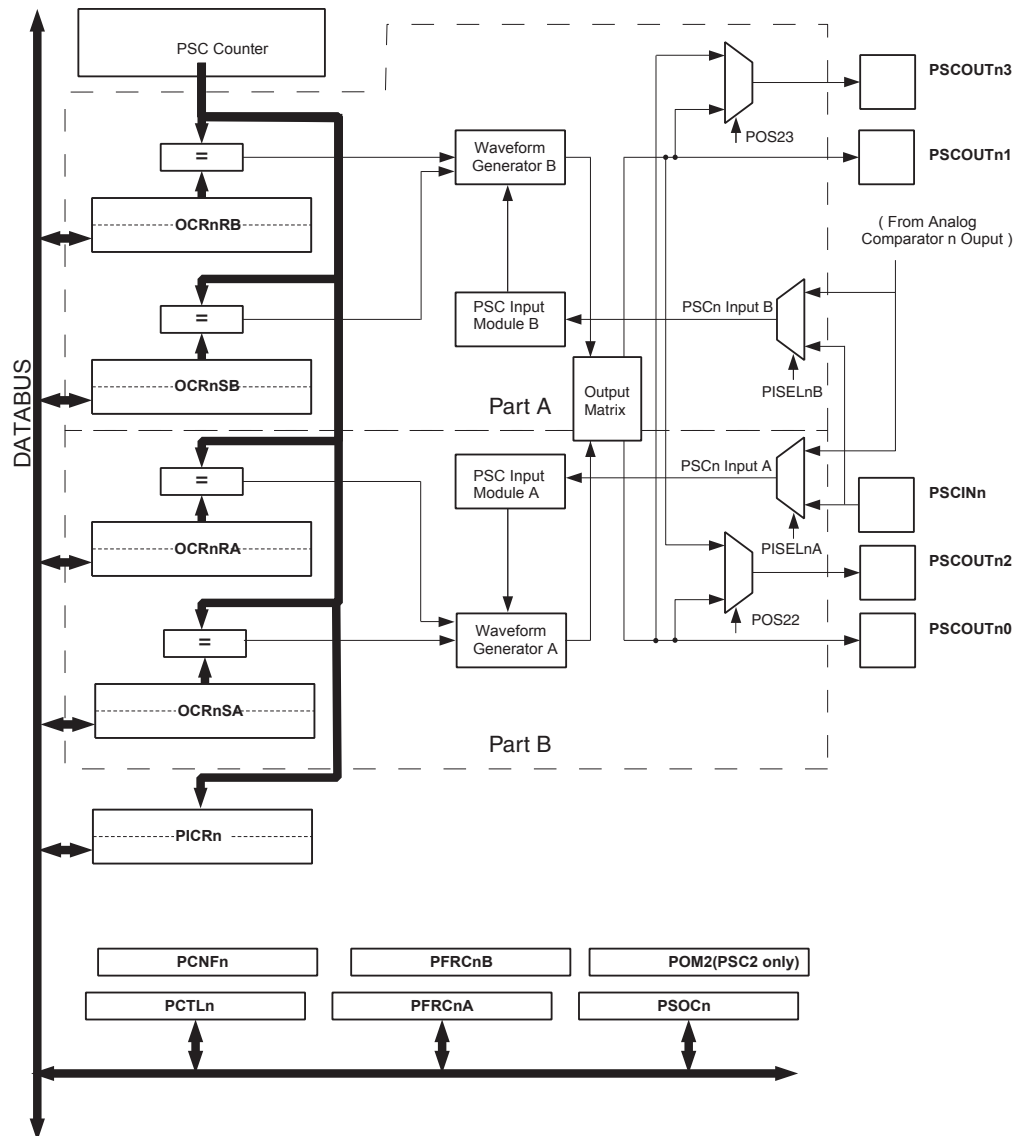 PSC Counter
PSCOUTn3
POS23
=
Waveform
Generator B
PSCOUTn1
OCRnRB
( From Analog
Comparator n Ouput )
=
PSC Input
Module B
PSCn Input B
OCRnSB
PISELnB
Output
Matrix
Part A
DATABUS
=
PSC Input
Module A
PSCn Input A
PSCINn
OCRnRA
PISELnA
PSCOUTn2
=
Waveform
Generator A
POS22
PSCOUTn0
OCRnSA
Part B
PICRn
PCNFn
PFRCnB
POM2(PSC2 only)
PCTLn
PFRCnA
PSOCn